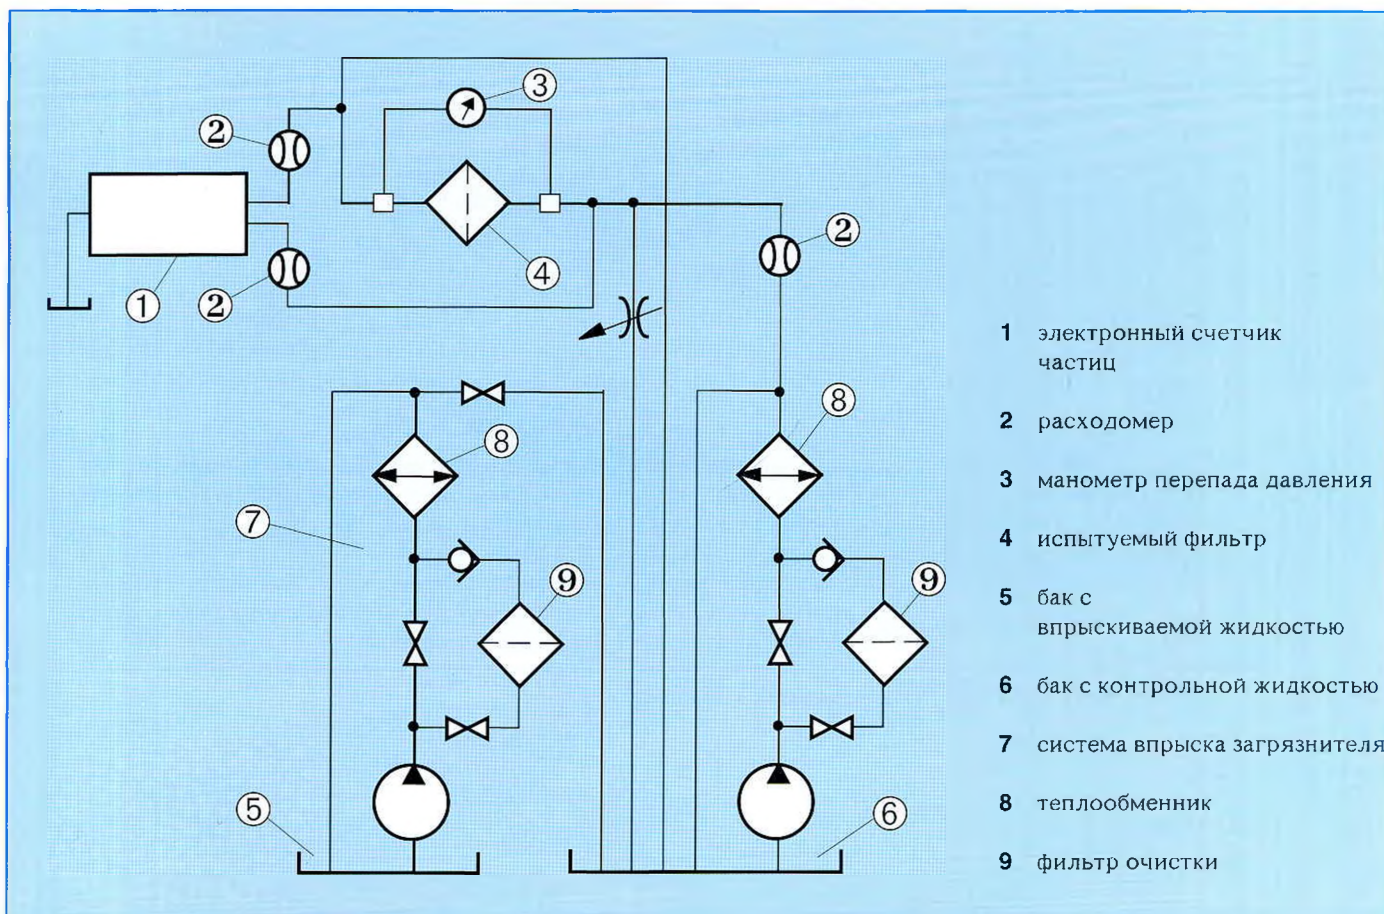 3
2
2
4
1
2
8
8
7
9
9
5
6
1 электронный счетчик
частиц
2 расходомер
3 манометр перепада давления
4 испытуемый фильтр
5 бак с
впрыскиваемой жидкостью
6 бак с контрольной жидкостью
7 система впрыска загрязнителя
8 теплообменник
9 фильтр очистки